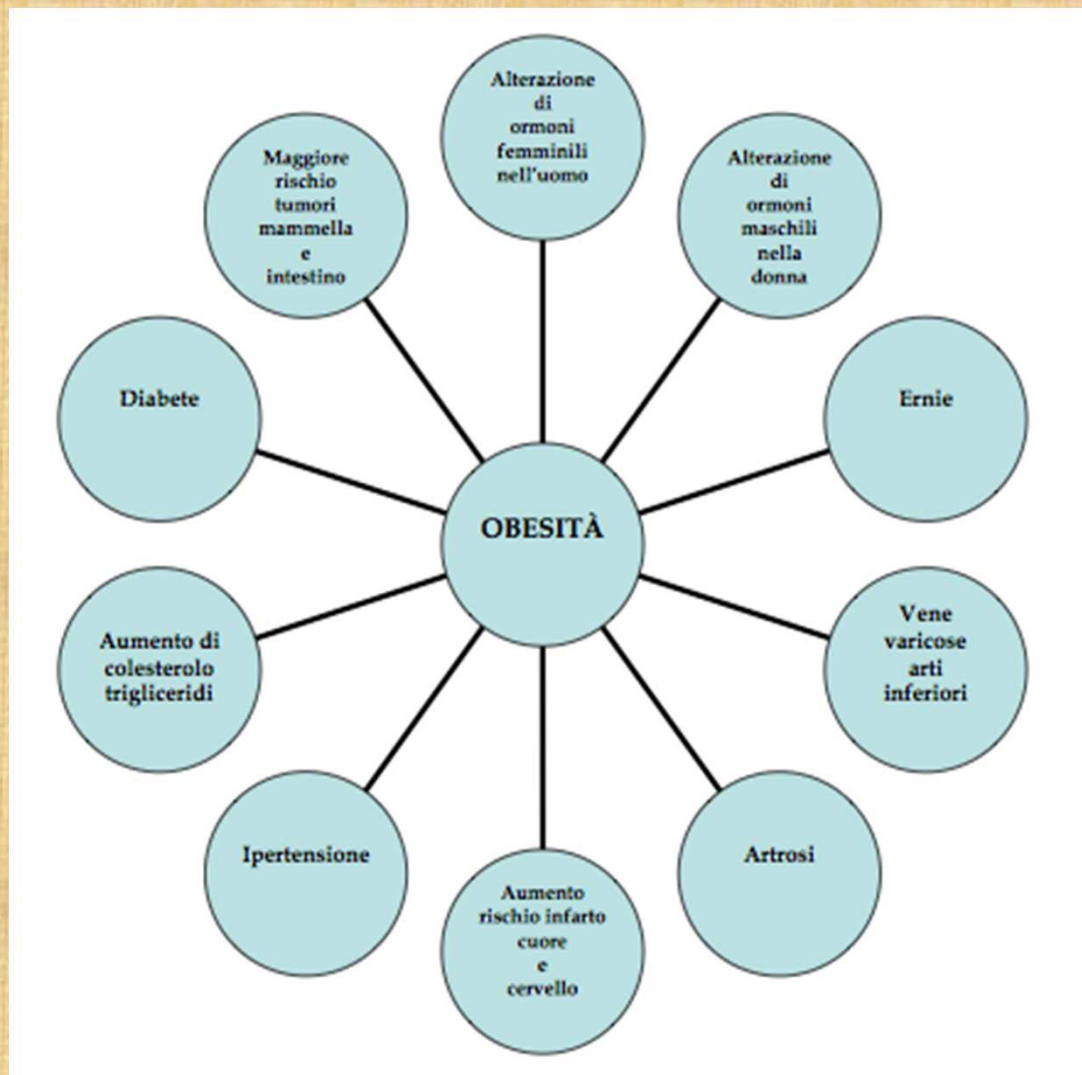 Alterazione
di
ormoni
femminili
nell'uomo
Alterazione
di
ormoni
maschili
nella
donna
Ernie
Vene
varicose
arti
inferiori
Artrosi
Aumento
rischio infarto
cuore
e
cervello
Ipertensione
Aumento di
colesterolo
trigliceridi
Diabete
Maggiore
rischio
tumori
mammella
e
intestino
OBESITÀ